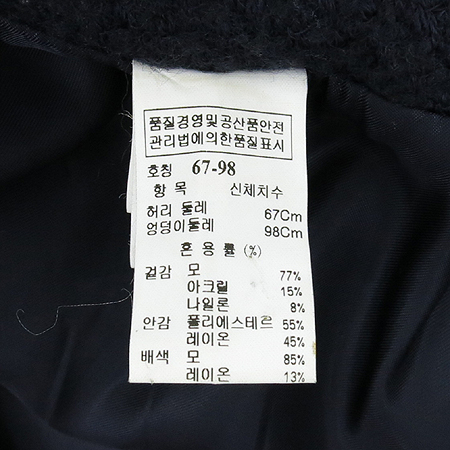 품질경영및공산품안전
관리법에의한품질표시
호칭 67-98
항 목 신체치수
허리 둘레 67Cm
엉덩이둘레 98Cm
혼 용 률 (%)
겉감 모 77%
아크릴 15%
나일론 8%
안감 폴리에스테르 55%
레이온 45%
배색 모 85%
레이온 13%